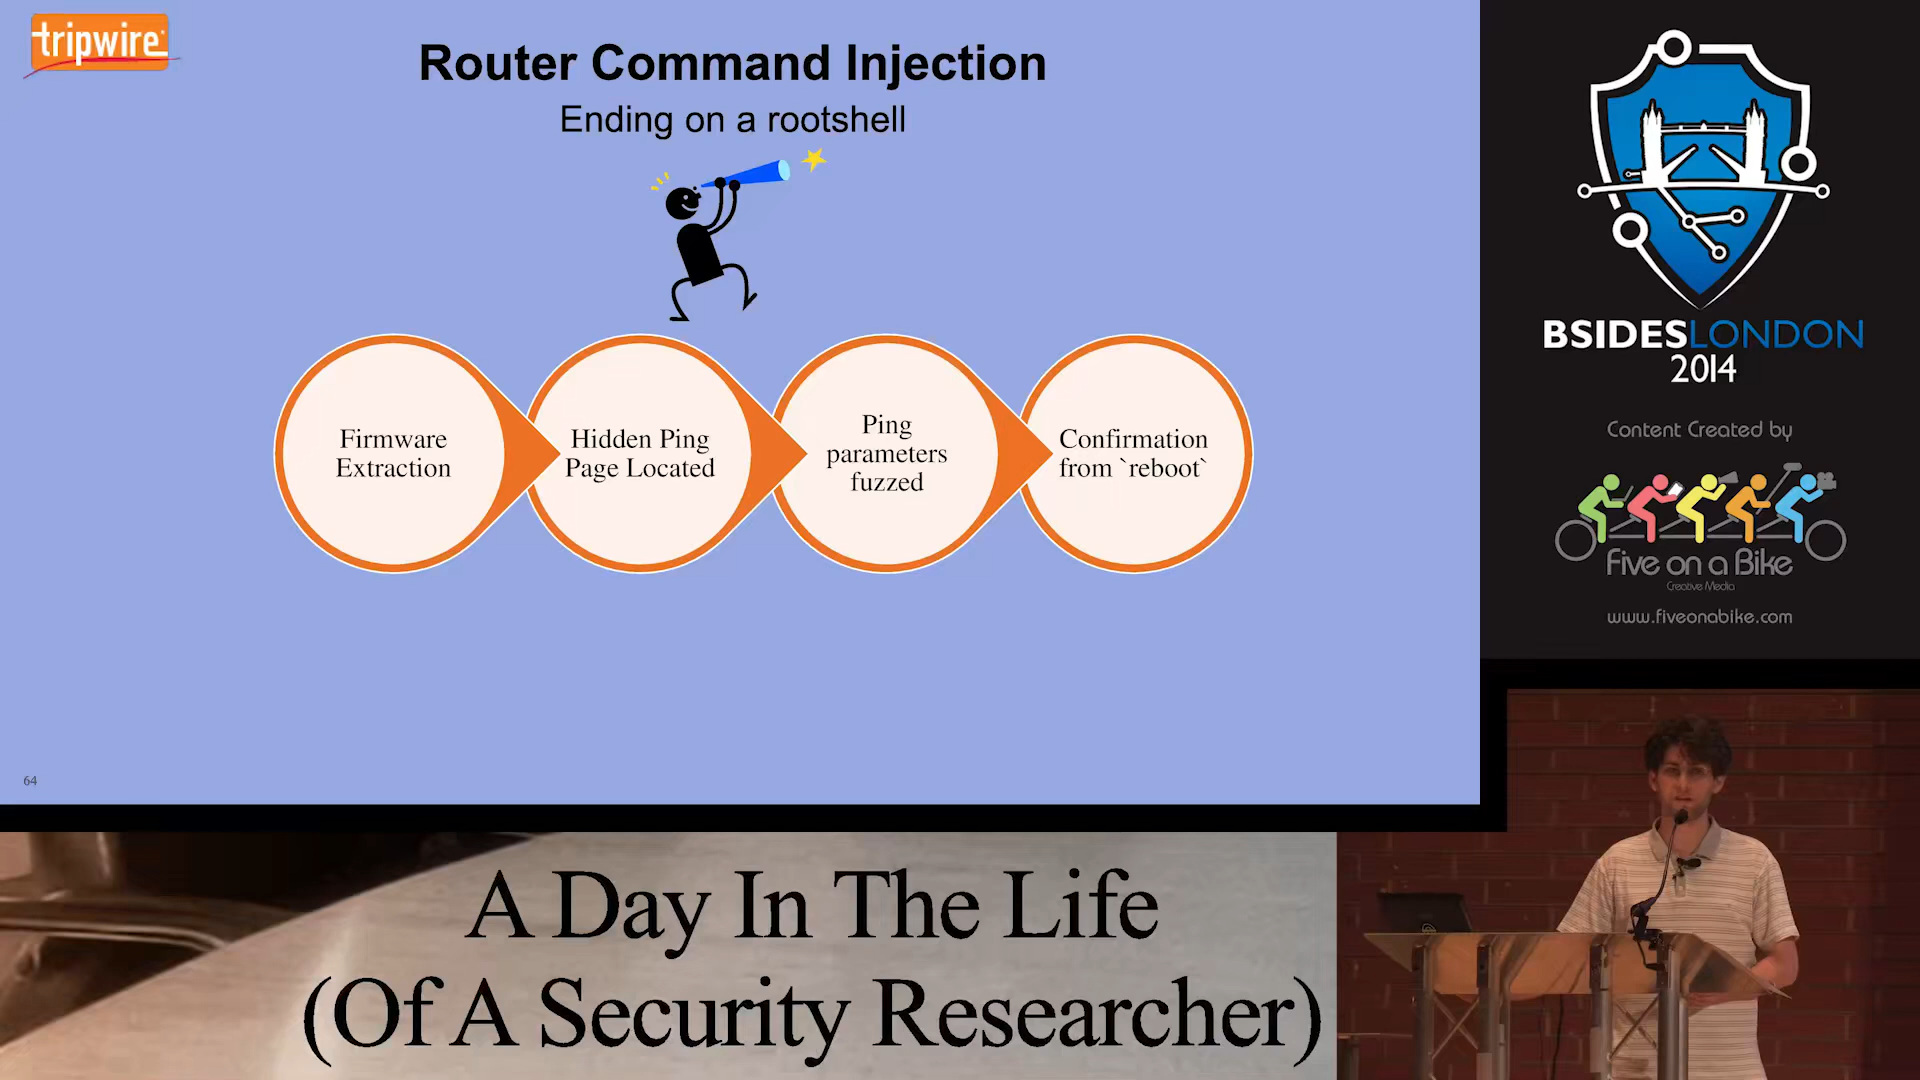 tripwire
Router Command Injection
Ending on a rootshell
Firmware
Extraction
Hidden Ping
Page Located
Ping
parameters
fuzzed
Confirmation
from `reboot`
64
BSIDESLONDON
2014
Content Created by
Five on a Bike
Creative Media
www.fiveonabike.com
A Day In The Life
(Of A Security Researcher)